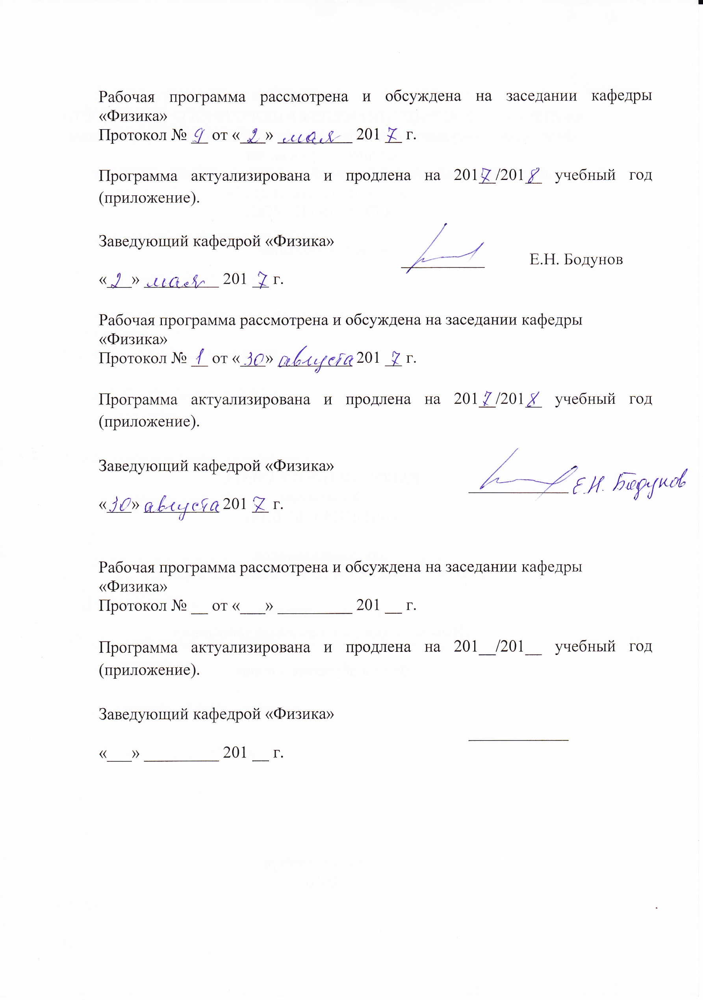 Рабочая программа рассмотрена и обсуждена на заседании кафедры
«Физика»
Протокол № 9 от «2» мая 2017 г.
Программа актуализирована и продлена на 2017/2018 учебный год
(приложение).
Заведующий кафедрой «Физика»
Е.Н. Бодунов
«2» мая 2017 г.
Рабочая программа рассмотрена и обсуждена на заседании кафедры
«Физика»
Протокол № 1 от «30» августа 2017 г.
Программа актуализирована и продлена на 2017/2018 учебный год
(приложение).
Заведующий кафедрой «Физика»
Е.Н. Бодунов
«30» августа 2017 г.
Рабочая программа рассмотрена и обсуждена на заседании кафедры
«Физика»
Протокол № __ от «___» _________ 201 __ г.
Программа актуализирована и продлена на 201__/201__ учебный год
(приложение).
Заведующий кафедрой «Физика»
____________
«___» _________ 201 __ г.